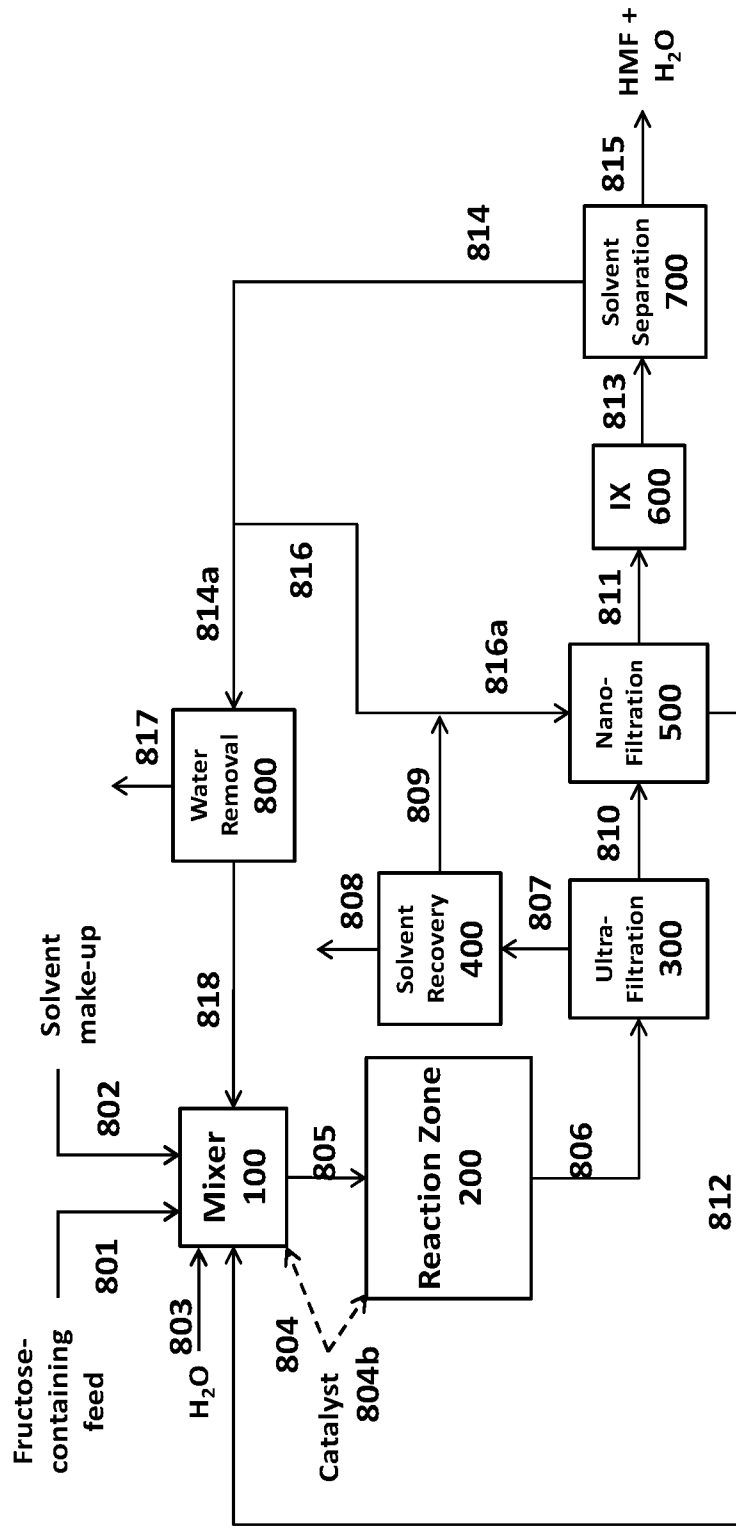 Fructose-
containing
feed
801
Solvent
make-up
802
H₂O
803
Mixer
100
804
Catalyst
804b
805
Reaction Zone
200
806
818
Water
Removal
800
817
814a
816
814
Solvent
Recovery
400
808
809
807
816a
Ultra-
Filtration
300
810
Nano-
Filtration
500
811
IX
600
813
Solvent
Separation
700
815
HMF +
H₂O
812